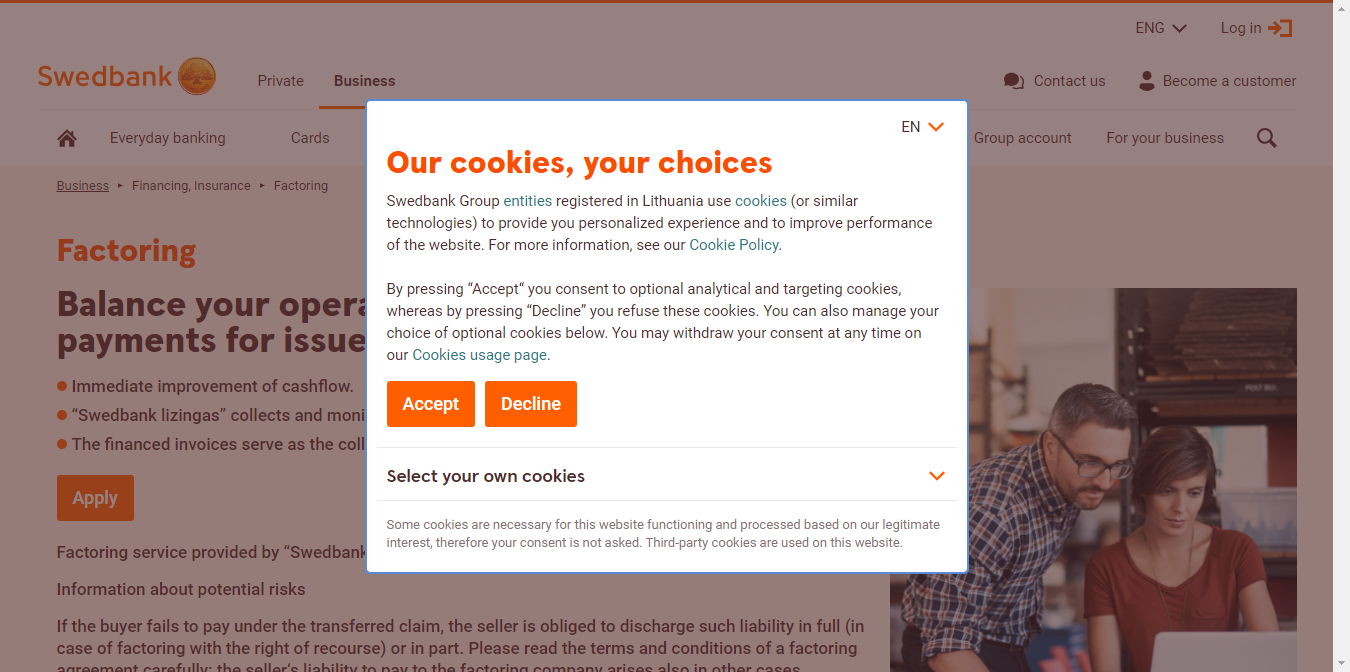 ENG Log in
Swedbank Private Business Contact us Become a customer
Everyday banking Cards Group account For your business
Business ▸ Financing, Insurance ▸ Factoring
Factoring
Balance your opera
payments for issue
Immediate improvement of cashflow.
“Swedbank lizingas” collects and moni
The financed invoices serve as the coll
Apply
Factoring service provided by “Swedbank
Information about potential risks
If the buyer fails to pay under the transferred claim, the seller is obliged to discharge such liability in full (in
case of factoring with the right of recourse) or in part. Please read the terms and conditions of a factoring
agreement carefully: the seller’s liability to pay to the factoring company arises also in other cases
EN
Our cookies, your choices
Swedbank Group entities registered in Lithuania use cookies (or similar
technologies) to provide you personalized experience and to improve performance
of the website. For more information, see our Cookie Policy.
By pressing “Accept“ you consent to optional analytical and targeting cookies,
whereas by pressing “Decline” you refuse these cookies. You can also manage your
choice of optional cookies below. You may withdraw your consent at any time on
our Cookies usage page.
Accept Decline
Select your own cookies
Some cookies are necessary for this website functioning and processed based on our legitimate
interest, therefore your consent is not asked. Third-party cookies are used on this website.